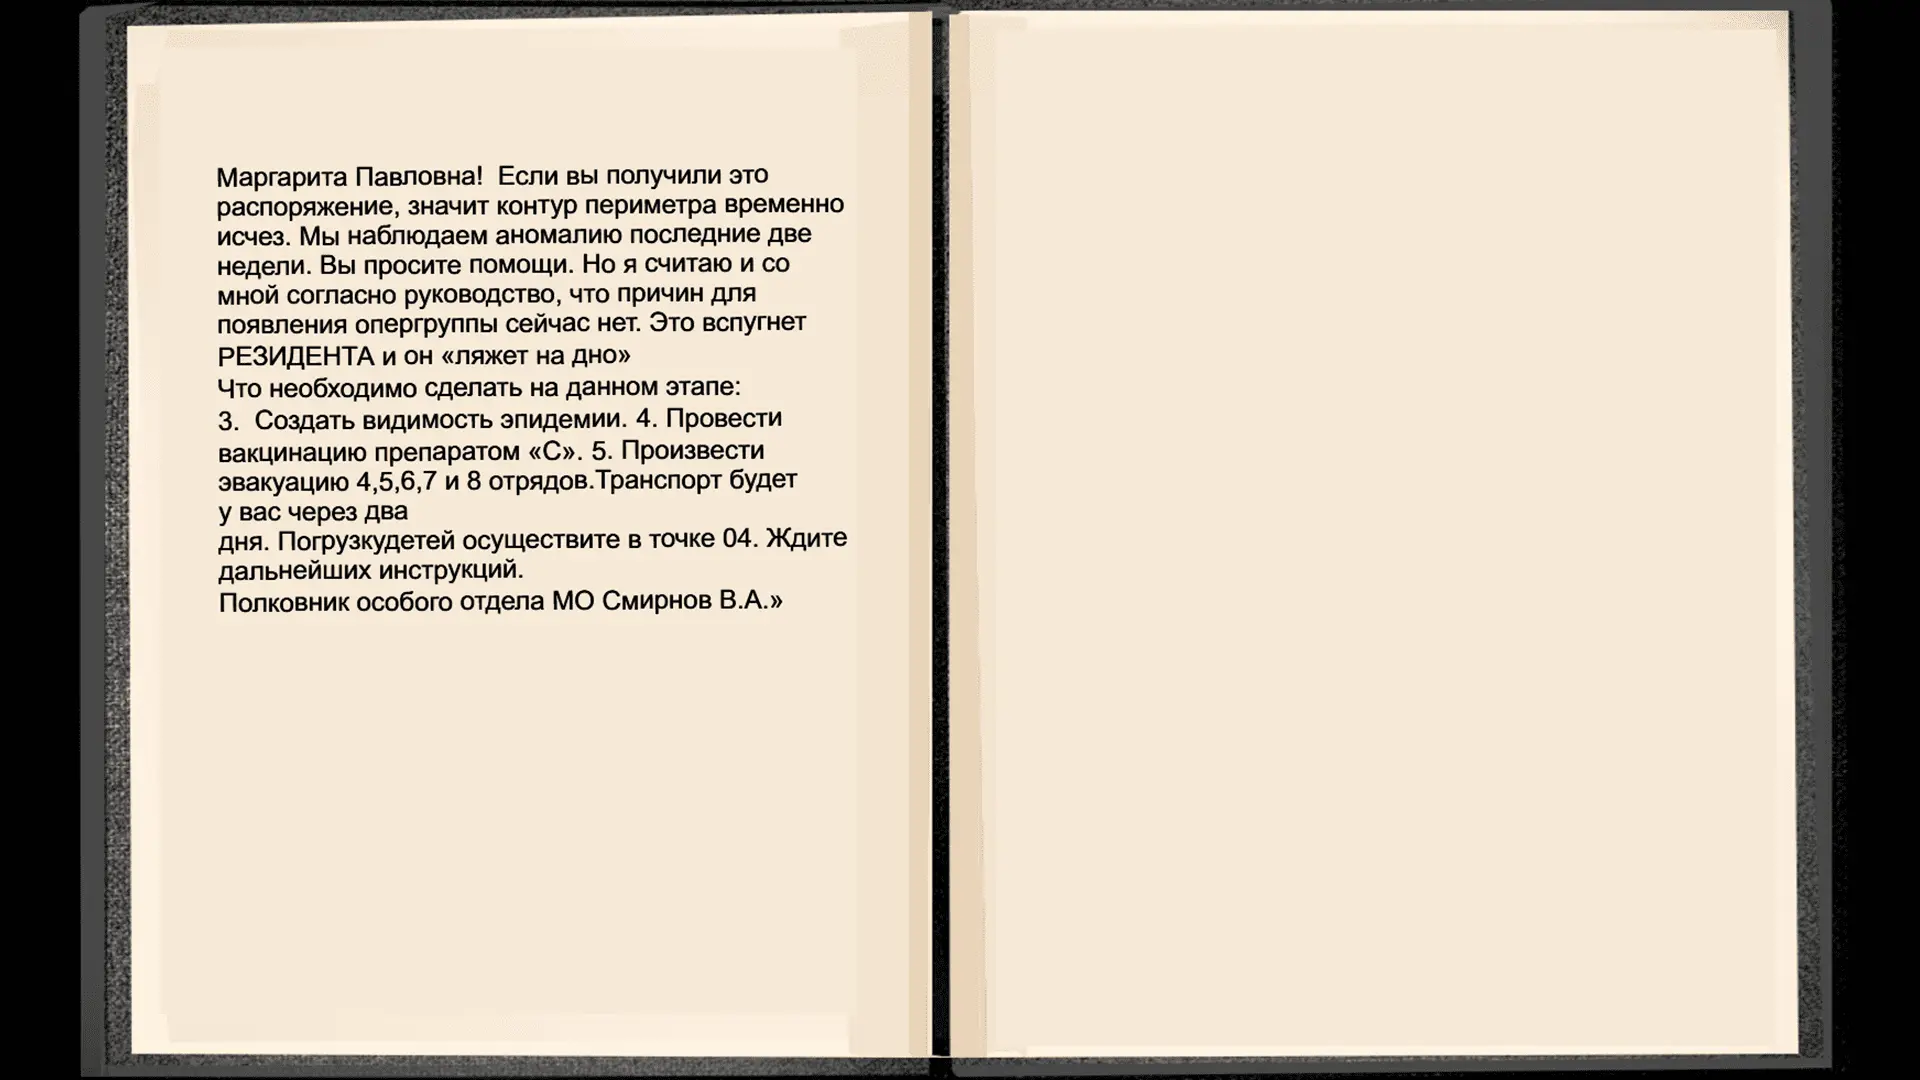 Маргарита Павловна!  Если вы получили это
распоряжение, значит контур периметра временно
исчез. Мы наблюдаем аномалию последние две
недели. Вы просите помощи. Но я считаю и со
мной согласно руководство, что причин для
появления опергруппы сейчас нет. Это вспугнет
РЕЗИДЕНТА и он «ляжет на дно»
Что необходимо сделать на данном этапе:
3.  Создать видимость эпидемии. 4. Провести
вакцинацию препаратом «С». 5. Произвести
эвакуацию 4,5,6,7 и 8 отрядов.Транспорт будет
у вас через два
дня. Погрузкудетей осуществите в точке 04. Ждите
дальнейших инструкций.
Полковник особого отдела МО Смирнов В.А.»